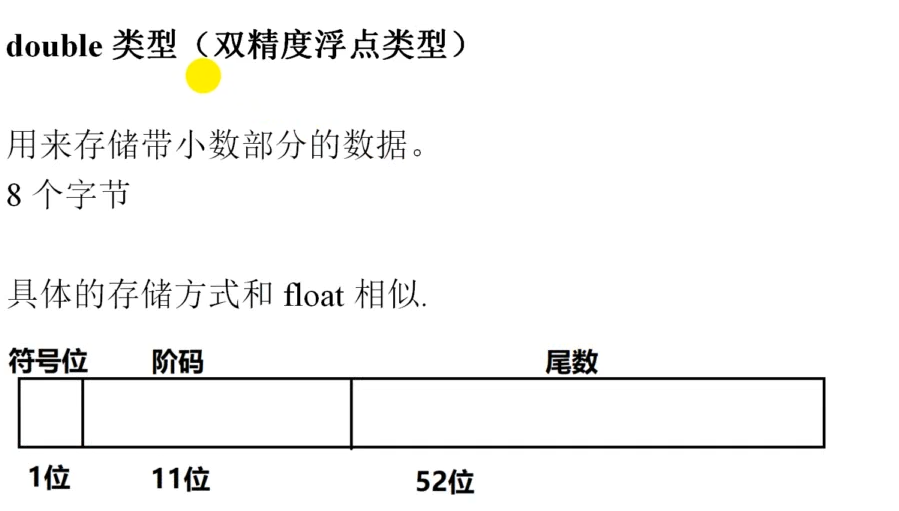 double 类型（双精度浮点类型）
用来存储带小数部分的数据。
8 个字节
具体的存储方式和 float 相似.
符号位 阶码 尾数
1位 11位 52位